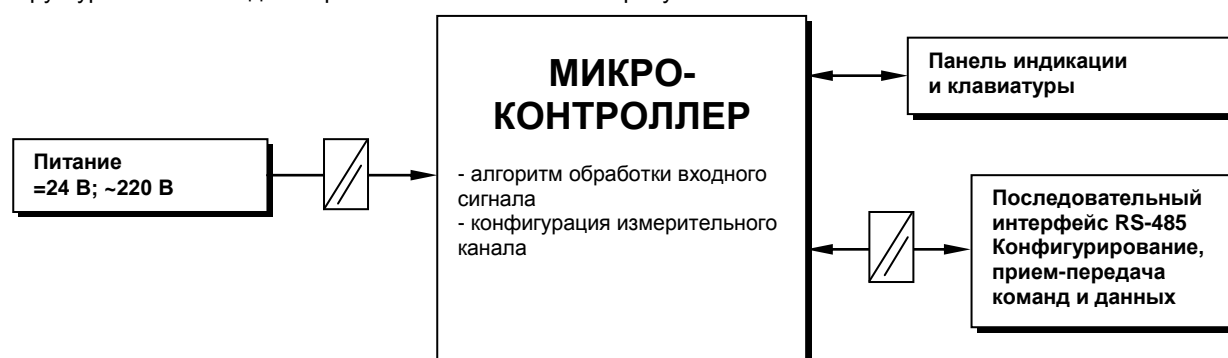 МИКРО-
КОНТРОЛЛЕР
- алгоритм обработки входного
сигнала
- конфигурация измерительного
канала
Питание
=24 В; ~220 В
Панель индикации
и клавиатуры
Последовательный
интерфейс RS-485
Конфигурирование,
прием-передача
команд и данных